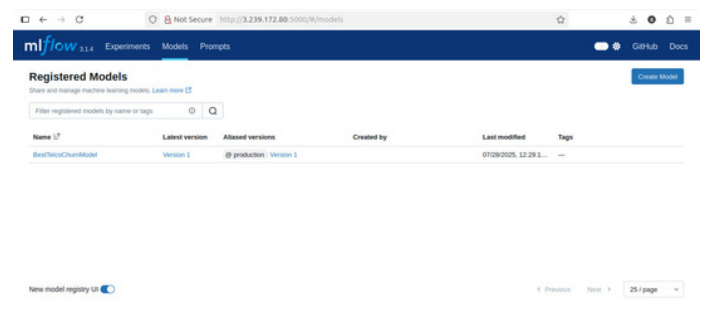 Not Secure http://3.239.172.80:5000/#/models
mlflow 3.1.4 Experiments Models Prompts GitHub Docs
Registered Models
Create Model
Share and manage machine learning models. Learn more
Filter registered models by name or tags
Name Latest version Aliased versions Created by Last modified Tags
BestTelcoChurnModel Version 1 @ production : Version 1 07/28/2025, 12:29:1... —
New model registry UI
Previous Next 25 / page